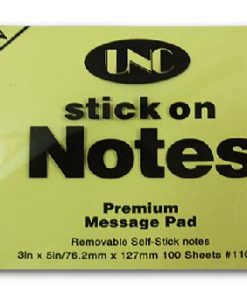 UNC
stick on
Notes
Premium
Message Pad
Removable Self-Stick notes
3in x 5in/76.2mm x 127mm 100 Sheets